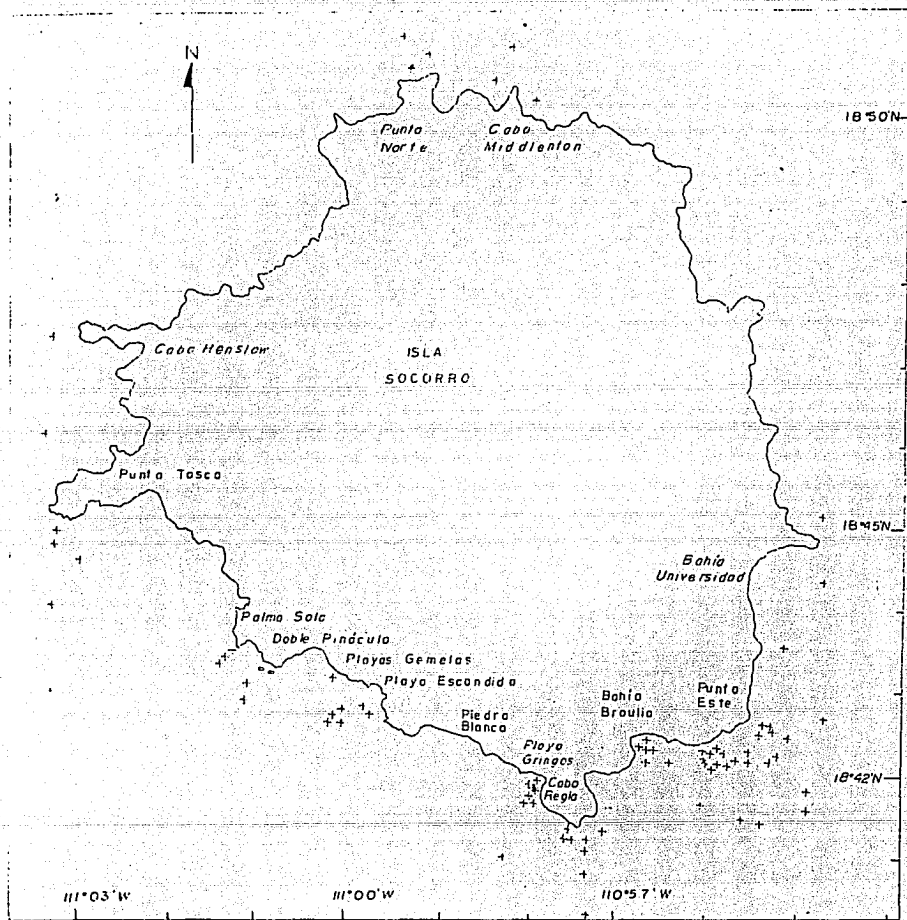 N
18°50'N
Punta
Norte
Cabo
Middlenton
Cabo Henslow
ISLA
SOCORRO
Punta Tosca
18°45'N
Bahía
Universidad
Palma Sola
Doble Pináculo
Playas Gemelas
Playa Escondida
Piedra
Blanca
Bahía
Braulia
Punta
Este
Playa
Gringos
Cabo
Regla
18°42'N
111°03'W
111°00'W
110°57'W